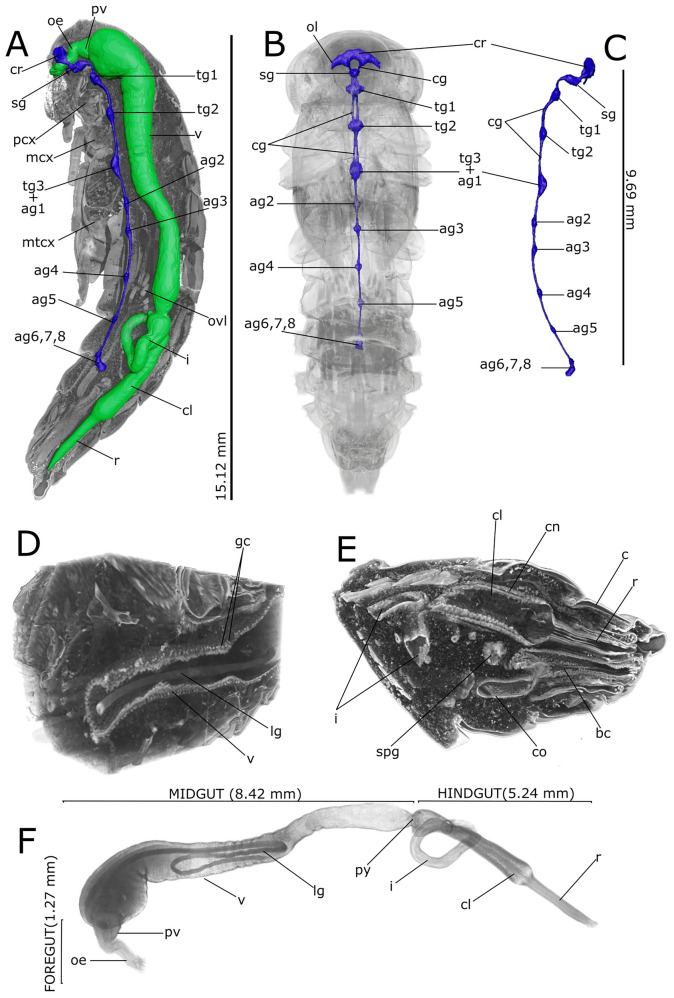 A
oe
pv
cr
sg
pcx
mcx
tg3
+
ag1
mtcx
ag4
ag5
ag6,7,8
tg1
tg2
v
ag2
ag3
ovl
i
cl
r
15.12 mm
B
ol
cr
sg
cg
tg1
tg2
cg
tg3
+
ag1
ag2
ag3
ag4
ag5
ag6,7,8
C
sg
cg
tg1
tg2
ag2
ag3
ag4
ag5
ag6,7,8
9.69 mm
D
gc
lg
v
E
cl
cn
c
r
i
spg
co
bc
MIDGUT (8.42 mm)
HINDGUT(5.24 mm)
F
FOREGUT(1.27 mm)
oe
pv
v
lg
py
i
cl
r